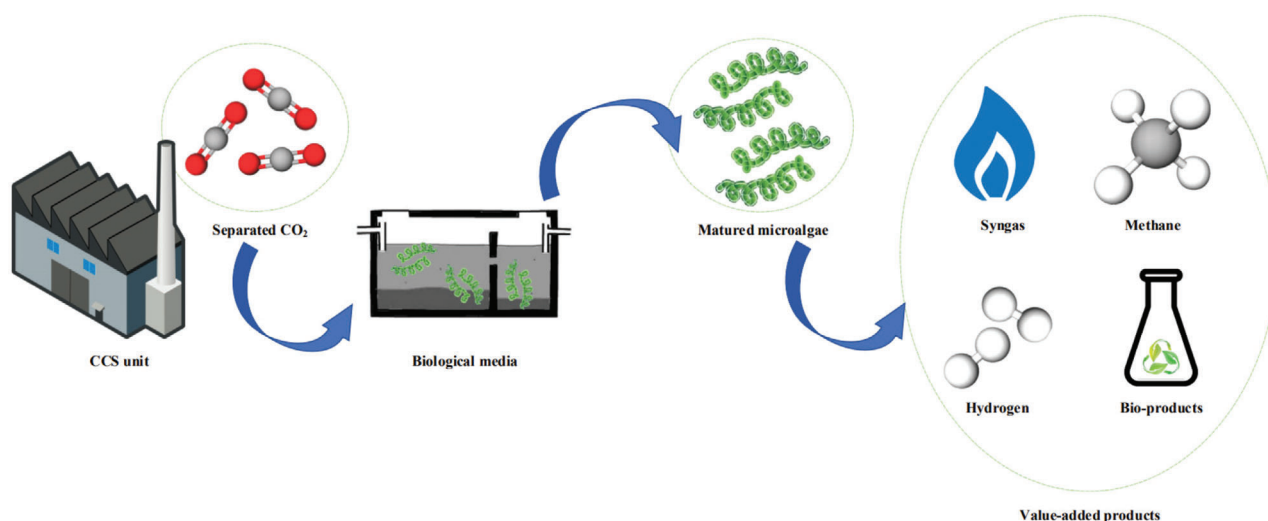 Separated CO₂
CCS unit
Biological media
Matured microalgae
Syngas
Methane
Hydrogen
Bio-products
Value-added products